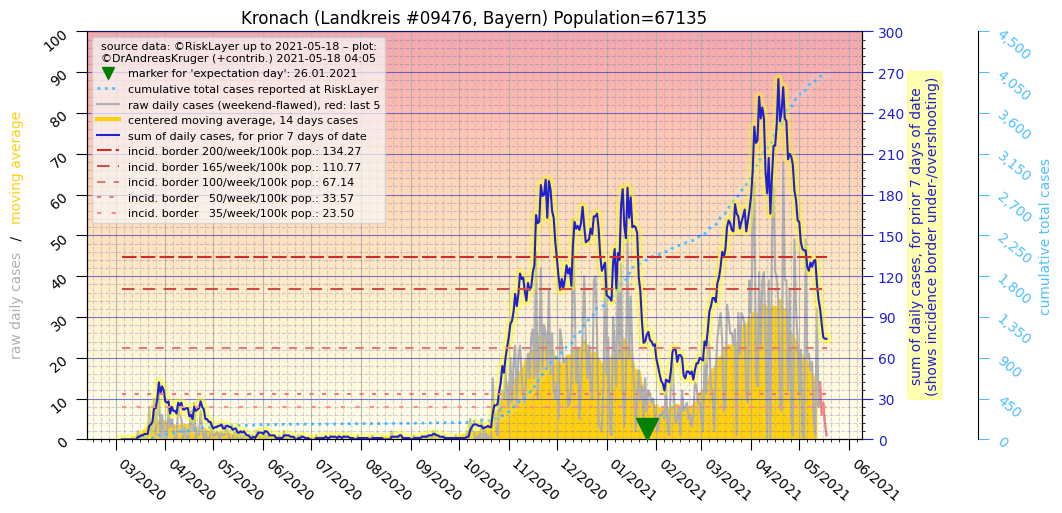 Kronach (Landkreis #09476, Bayern) Population=67135
source data: ©RiskLayer up to 2021-05-18 – plot:
©DrAndreasKruger (+contrib.) 2021-05-18 04:05
marker for 'expectation day': 26.01.2021
cumulative total cases reported at RiskLayer
raw daily cases (weekend-flawed), red: last 5
centered moving average, 14 days cases
sum of daily cases, for prior 7 days of date
incid. border 200/week/100k pop.: 134.27
incid. border 165/week/100k pop.: 110.77
incid. border 100/week/100k pop.: 67.14
incid. border   50/week/100k pop.: 33.57
incid. border   35/week/100k pop.: 23.50
raw daily cases / moving average
100
90
80
70
60
50
40
30
20
10
0
03/2020
04/2020
05/2020
06/2020
07/2020
08/2020
09/2020
10/2020
11/2020
12/2020
01/2021
02/2021
03/2021
04/2021
05/2021
06/2021
300
270
240
210
180
150
120
90
60
30
0
sum of daily cases, for prior 7 days of date
(shows incidence border under-/overshooting)
4,500
4,050
3,600
3,150
2,700
2,250
1,800
1,350
900
450
0
cumulative total cases